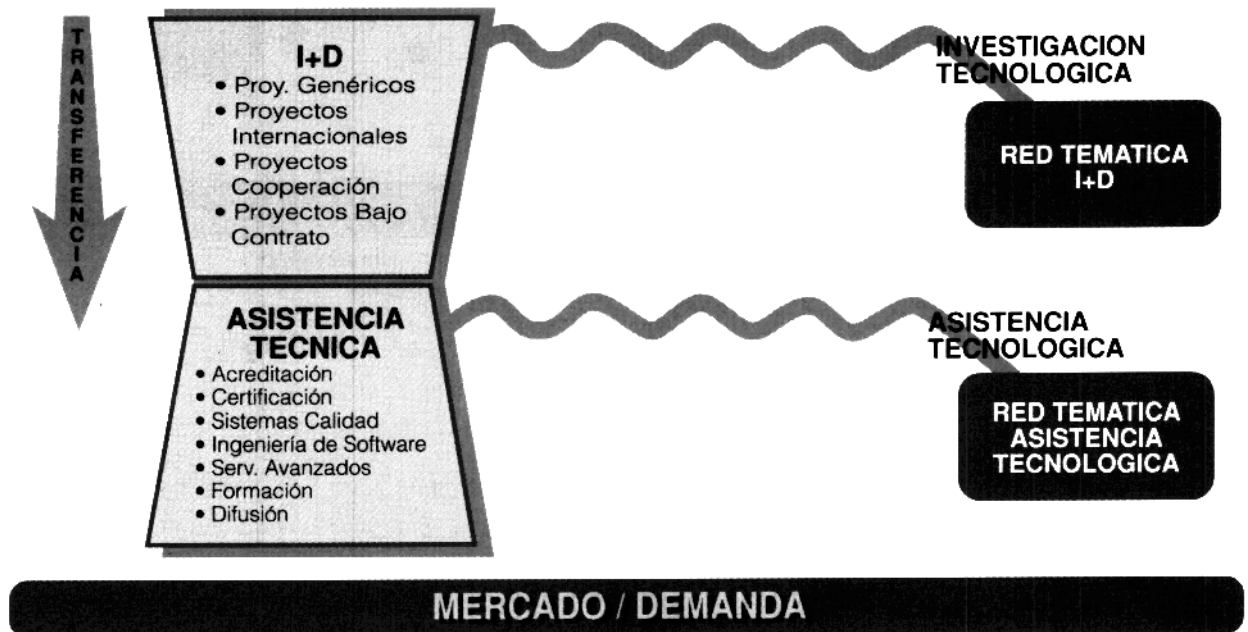 TRANSFERENCIA
I+D
• Proy. Genéricos
• Proyectos
Internacionales
• Proyectos
Cooperación
• Proyectos Bajo
Contrato
INVESTIGACION
TECNOLOGICA
RED TEMATICA
I+D
ASISTENCIA
TECNICA
• Acreditación
• Certificación
• Sistemas Calidad
• Ingeniería de Software
• Serv. Avanzados
• Formación
• Difusión
ASISTENCIA
TECNOLOGICA
RED TEMATICA
ASISTENCIA
TECNOLOGICA
MERCADO / DEMANDA